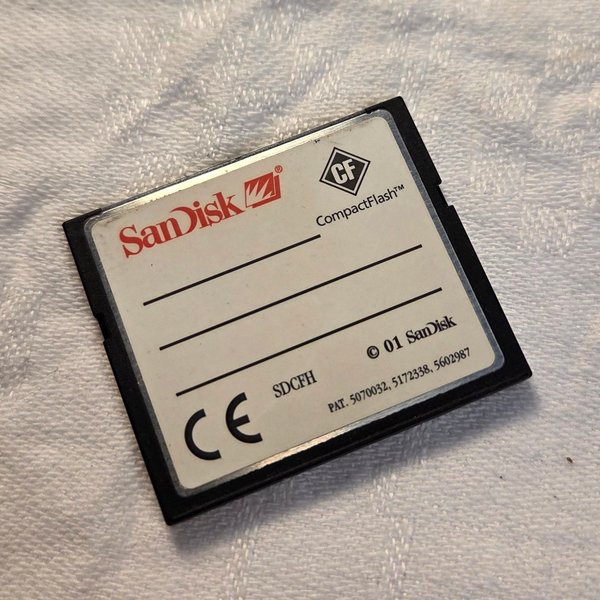 SanDisk ®
CF
CompactFlash™
© 01 SanDisk
SDCFH
PAT. 5070032, 5172338, 5602987
CE